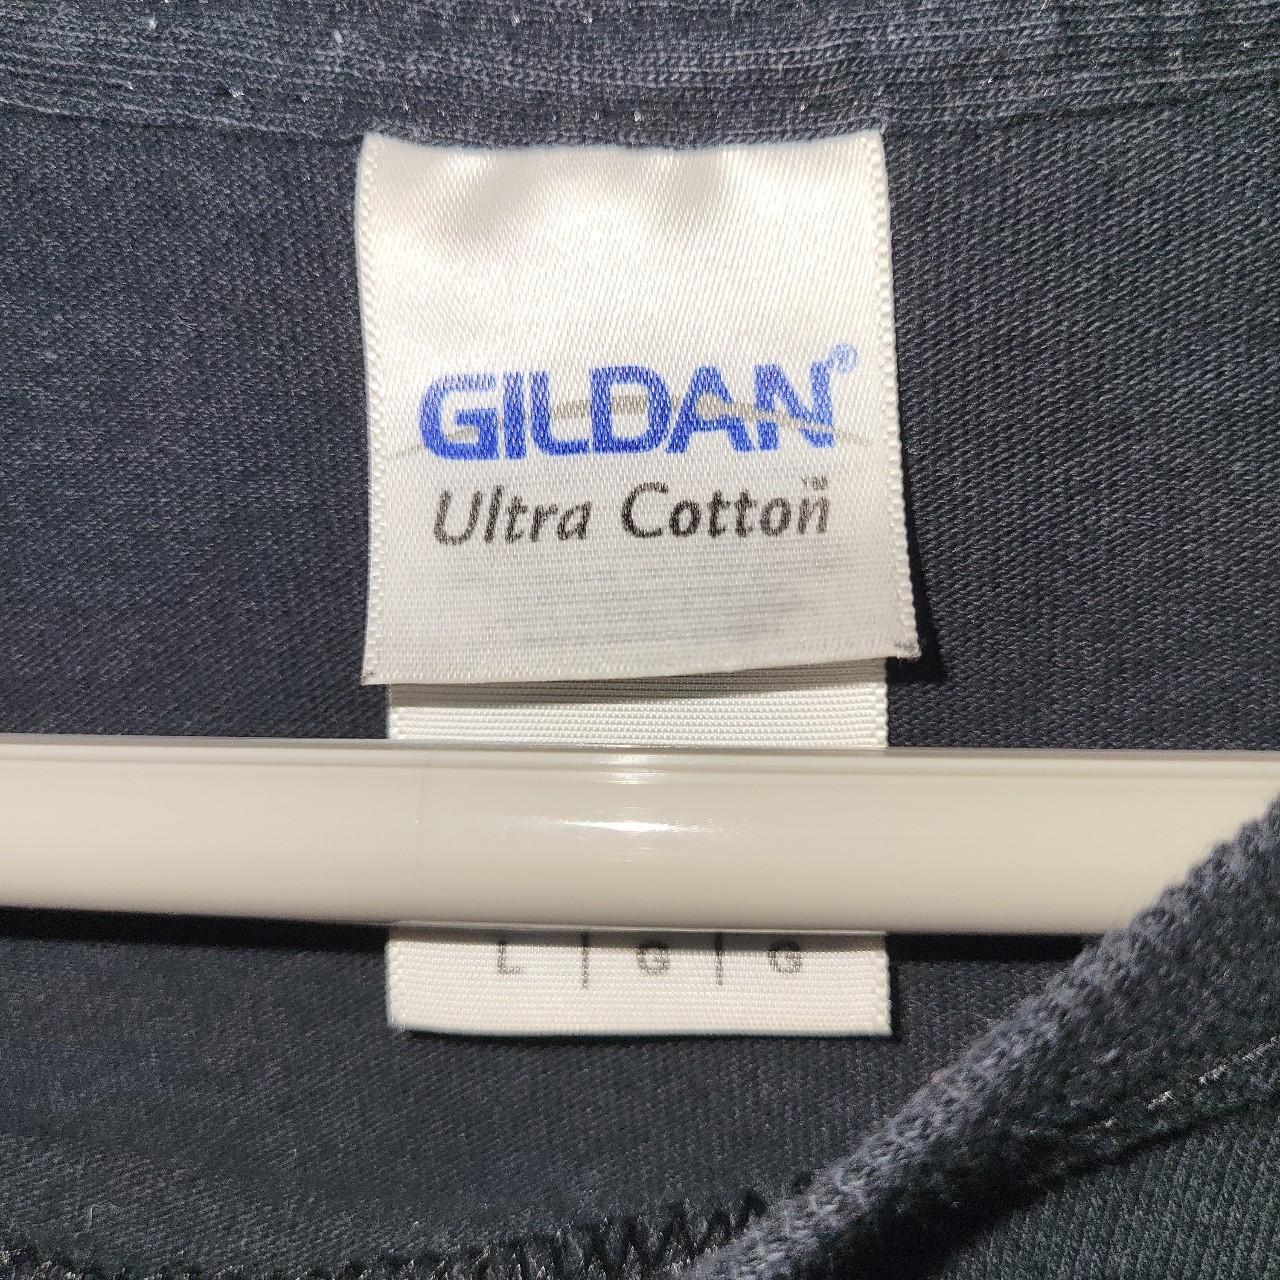 GILDAN®
Ultra Cotton™
L | G | G